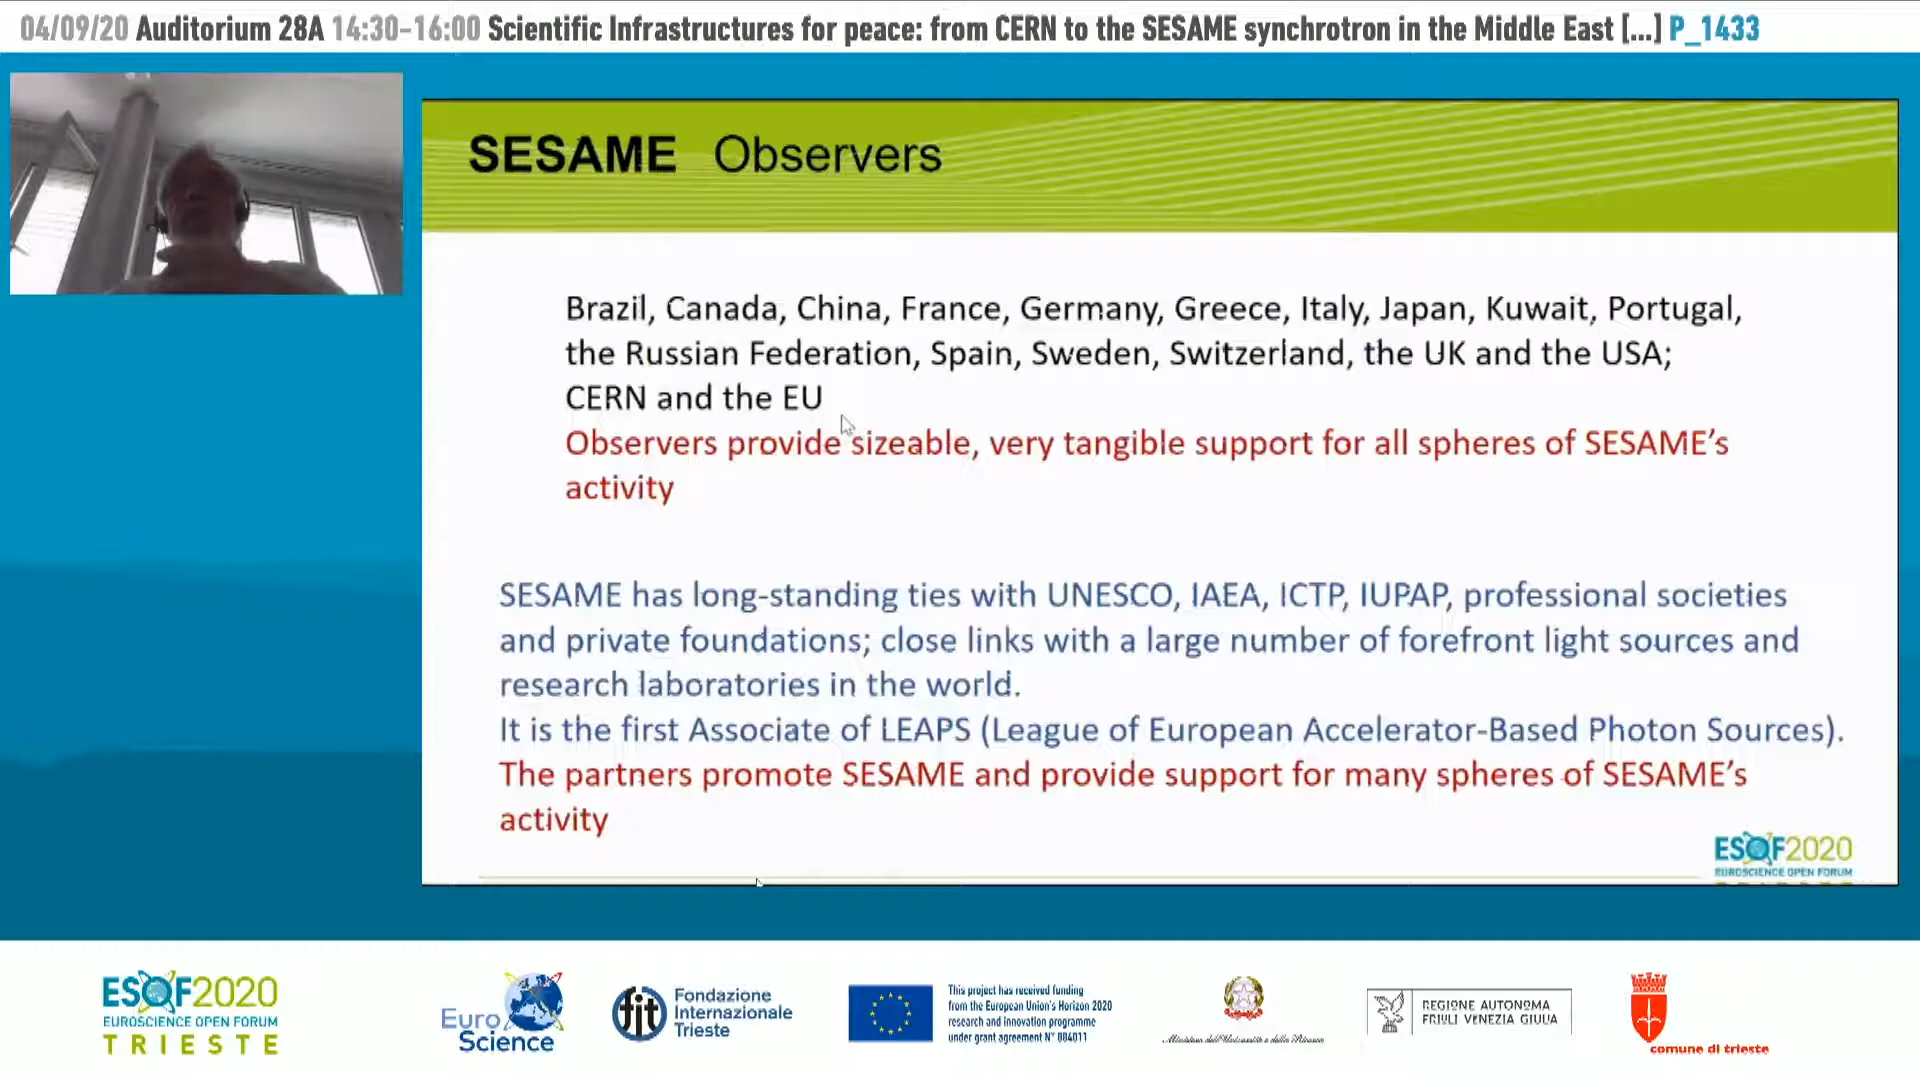 04/09/20 Auditorium 28A 14:30-16:00 Scientific Infrastructures for peace: from CERN to the SESAME synchrotron in the Middle East [...] P_1433
SESAME Observers
Brazil, Canada, China, France, Germany, Greece, Italy, Japan, Kuwait, Portugal,
the Russian Federation, Spain, Sweden, Switzerland, the UK and the USA;
CERN and the EU
Observers provide sizeable, very tangible support for all spheres of SESAME's
activity
SESAME has long-standing ties with UNESCO, IAEA, ICTP, IUPAP, professional societies
and private foundations; close links with a large number of forefront light sources and
research laboratories in the world.
It is the first Associate of LEAPS (League of European Accelerator-Based Photon Sources).
The partners promote SESAME and provide support for many spheres of SESAME's
activity
ESOF2020
EUROSCIENCE OPEN FORUM
ESOF2020
EUROSCIENCE OPEN FORUM
TRIESTE
Euro
Science
fit
Fondazione
Internazionale
Trieste
This project has received funding
from the European Union's Horizon 2020
research and innovation programme
under grant agreement N° 884011
Ministero dell'Università e della Ricerca
REGIONE AUTONOMA
FRIULI VENEZIA GIULIA
comune di trieste